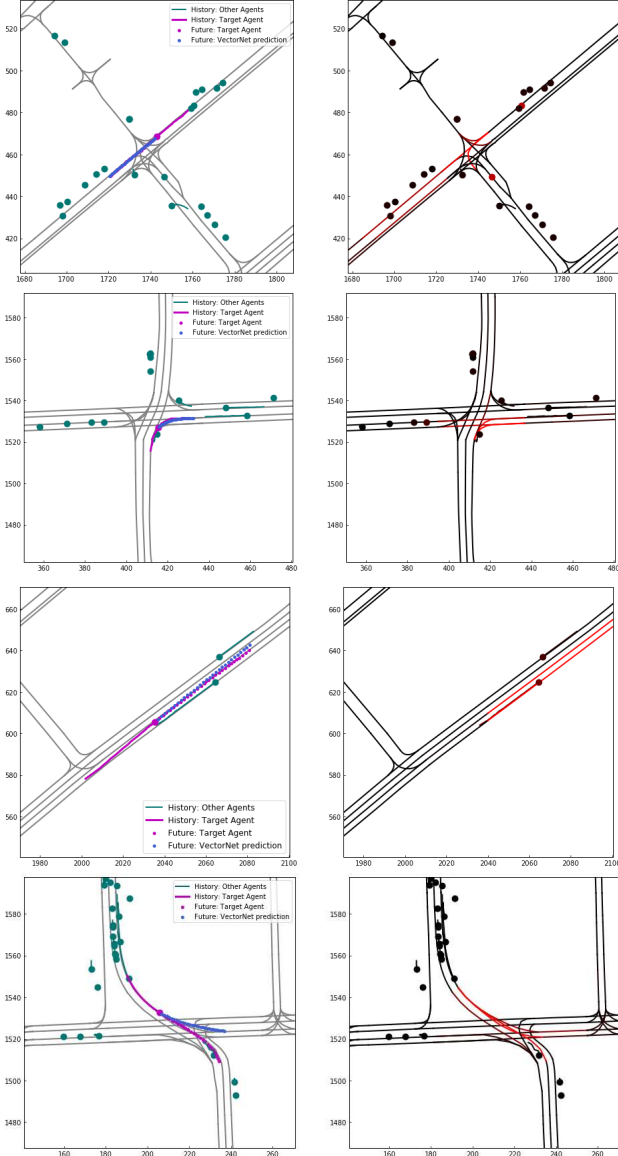 History: Other Agents
History: Target Agent
Future: Target Agent
Future: VectorNet prediction
520
500
480
460
440
420
1680 1700 1720 1740 1760 1780 1800
520
500
480
460
440
420
1680 1700 1720 1740 1760 1780 1800
History: Other Agents
History: Target Agent
Future: Target Agent
Future: VectorNet prediction
1580
1560
1540
1520
1500
1480
360 380 400 420 440 460 480
1580
1560
1540
1520
1500
1480
360 380 400 420 440 460 480
660
640
620
600
580
560
History: Other Agents
History: Target Agent
Future: Target Agent
Future: VectorNet prediction
1980 2000 2020 2040 2060 2080 2100
660
640
620
600
580
560
1980 2000 2020 2040 2060 2080 2100
History: Other Agents
History: Target Agent
Future: Target Agent
Future: VectorNet prediction
1580
1560
1540
1520
1500
1480
160 180 200 220 240 260
1580
1560
1540
1520
1500
1480
160 180 200 220 240 260